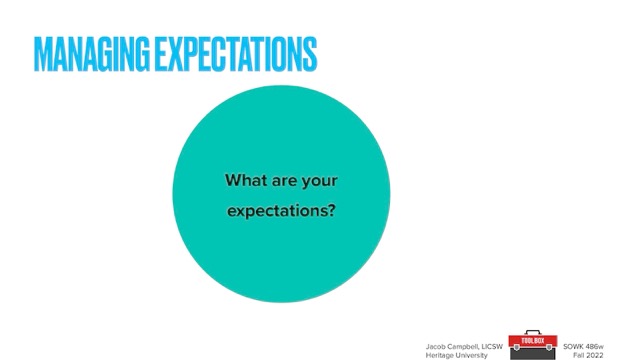 MANAGING EXPECTATIONS
What are your
expectations?
Jacob Campbell, LICSW
Heritage University
TOOLBOX
SOWK 486w
Fall 2022